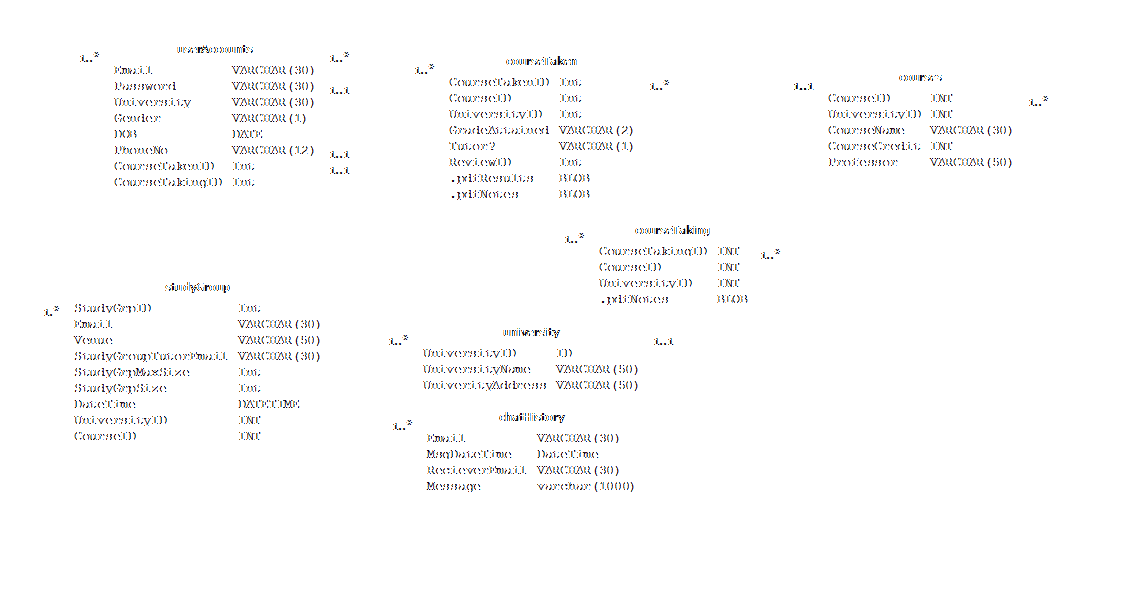 userAccounts
1..*
1..*
Email VARCHAR(30)
Password VARCHAR(30)
1..1
University VARCHAR(30)
Gender VARCHAR(1)
DOB DATE
PhoneNo VARCHAR(12)
1..1
CourseTakenID Int
1..1
CourseTakingID Int
courseTaken
1..*
CourseTakenID Int
1..*
CourseID Int
UniversityID Int
GradeAttained VARCHAR(2)
Tutor? VARCHAR(1)
ReviewID Int
.pdfResults BLOB
.pdfNotes BLOB
courses
1..1
CourseID INT
1..*
UniversityID INT
CourseName VARCHAR(30)
CourseCredit INT
Professor VARCHAR(50)
courseTaking
1..*
CourseTakingID INT
1..*
CourseID INT
UniversityID INT
.pdfNotes BLOB
studyGroup
1..*
StudyGrpID Int
Email VARCHAR(30)
Venue VARCHAR(50)
StudyGroupTutorEmail VARCHAR(30)
StudyGrpMaxSize Int
StudyGrpSize Int
DateTime DATETIME
UniversityID INT
CourseID INT
university
1..*
1..1
UniversityID ID
UniversityName VARCHAR(50)
UniverityAddress VARCHAR(50)
chatHistory
1..*
Email VARCHAR(30)
MsgDateTime DateTime
RecieverEmail VARCHAR(30)
Message varchar(1000)